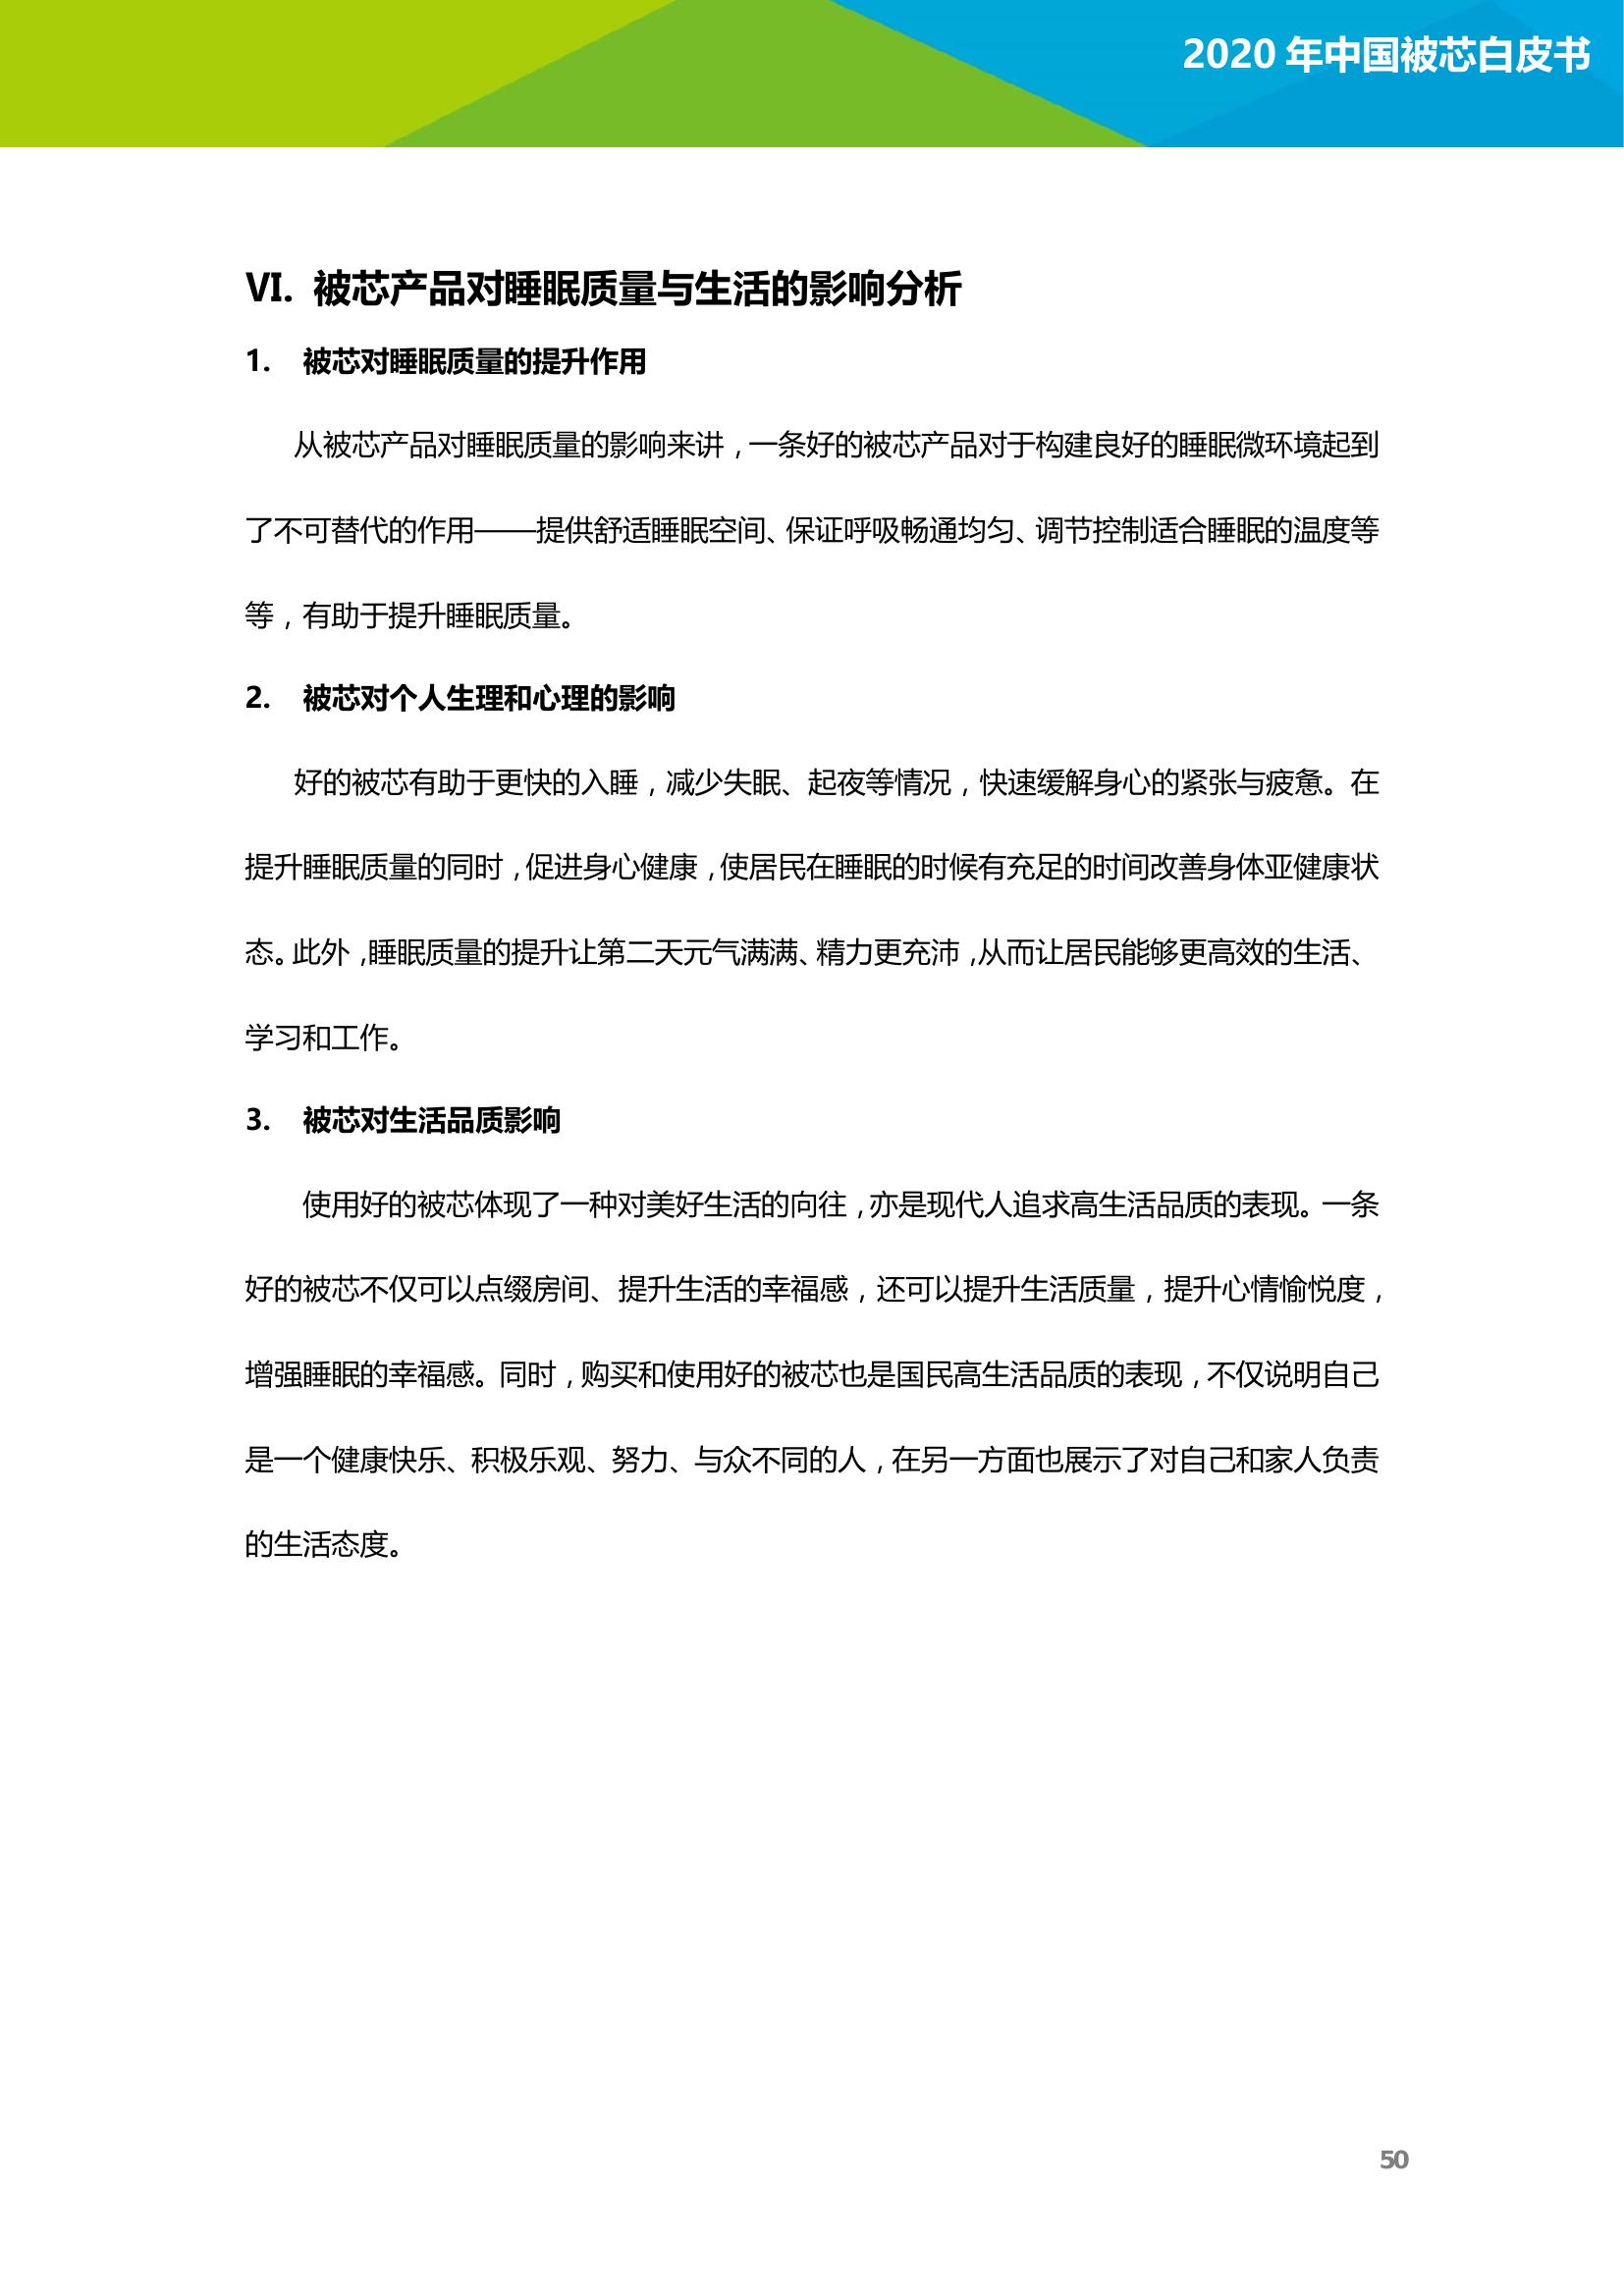 2020 年中国被芯白皮书
VI. 被芯产品对睡眠质量与生活的影响分析
1. 被芯对睡眠质量的提升作用
从被芯产品对睡眠质量的影响来讲，一条好的被芯产品对于构建良好的睡眠微环境起到
了不可替代的作用——提供舒适睡眠空间、保证呼吸畅通均匀、调节控制适合睡眠的温度等
等，有助于提升睡眠质量。
2. 被芯对个人生理和心理的影响
好的被芯有助于更快的入睡，减少失眠、起夜等情况，快速缓解身心的紧张与疲惫。在
提升睡眠质量的同时，促进身心健康，使居民在睡眠的时候有充足的时间改善身体亚健康状
态。此外，睡眠质量的提升让第二天元气满满、精力更充沛，从而让居民能够更高效的生活、
学习和工作。
3. 被芯对生活品质影响
使用好的被芯体现了一种对美好生活的向往，亦是现代人追求高生活品质的表现。一条
好的被芯不仅可以点缀房间、提升生活的幸福感，还可以提升生活质量，提升心情愉悦度，
增强睡眠的幸福感。同时，购买和使用好的被芯也是国民高生活品质的表现，不仅说明自己
是一个健康快乐、积极乐观、努力、与众不同的人，在另一方面也展示了对自己和家人负责
的生活态度。
50